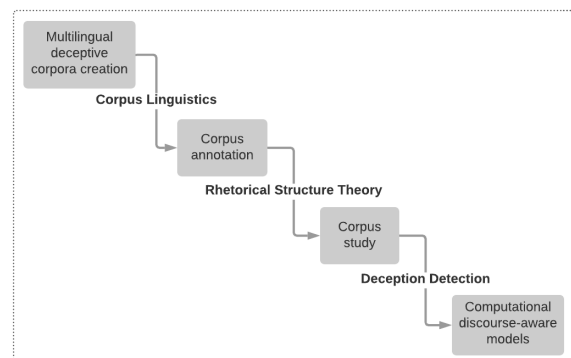 Multilingual
deceptive
corpora creation
Corpus Linguistics
Corpus
annotation
Rhetorical Structure Theory
Corpus
study
Deception Detection
Computational
discourse-aware
models